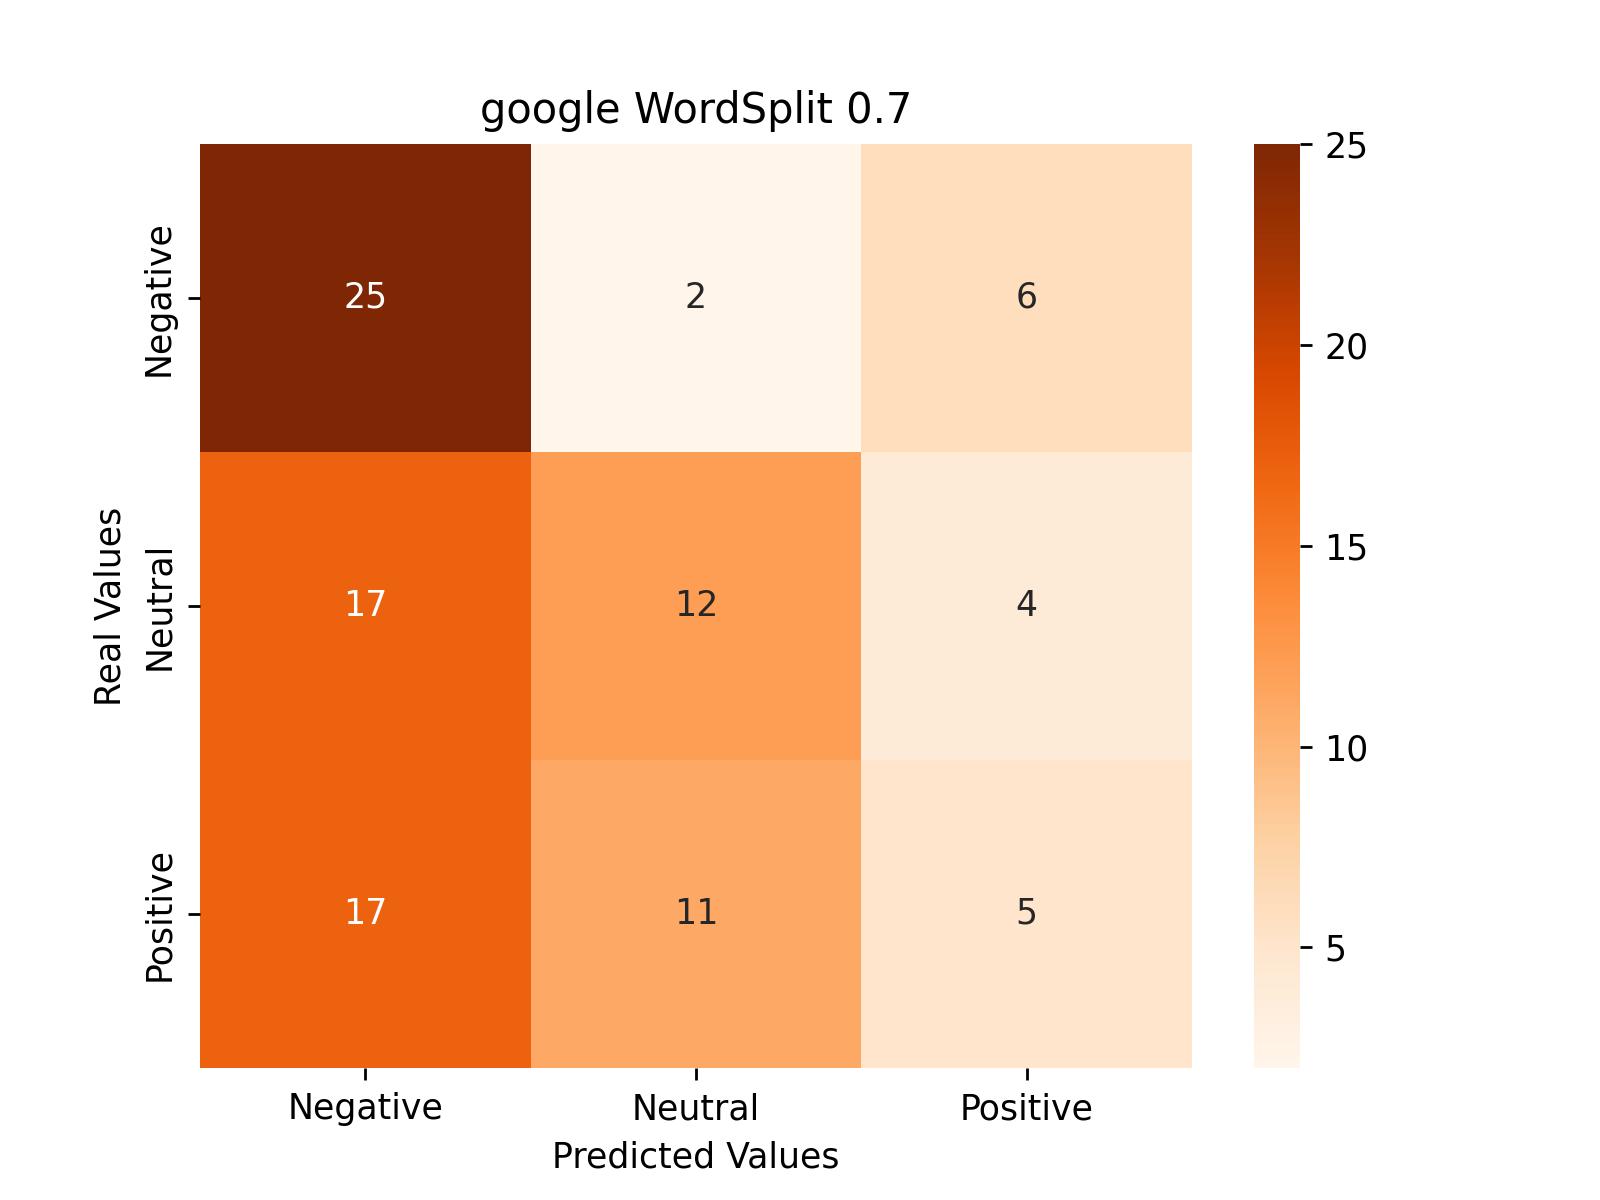 google WordSplit 0.7
25
Negative
25
2
6
20
Real Values
Neutral
17
12
4
15
10
Positive
17
11
5
5
Negative
Neutral
Positive
Predicted Values